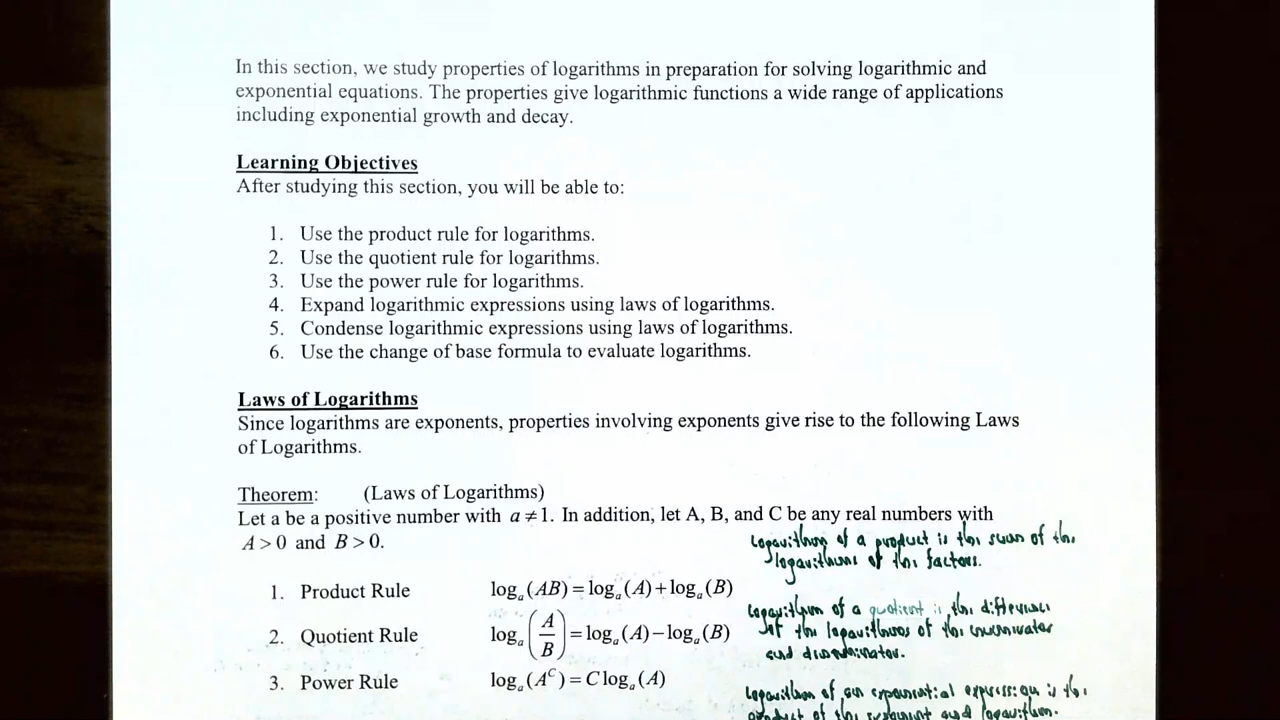 In this section, we study properties of logarithms in preparation for solving logarithmic and
exponential equations. The properties give logarithmic functions a wide range of applications
including exponential growth and decay.
Learning Objectives
After studying this section, you will be able to:
1. Use the product rule for logarithms.
2. Use the quotient rule for logarithms.
3. Use the power rule for logarithms.
4. Expand logarithmic expressions using laws of logarithms.
5. Condense logarithmic expressions using laws of logarithms.
6. Use the change of base formula to evaluate logarithms.
Laws of Logarithms
Since logarithms are exponents, properties involving exponents give rise to the following Laws
of Logarithms.
Theorem: (Laws of Logarithms)
Let a be a positive number with a ≠ 1. In addition, let A, B, and C be any real numbers with
A > 0 and B > 0.
Logarithm of a product is the sum of the
logarithms of the factors.
1. Product Rule logₐ(AB) = logₐ(A) + logₐ(B)
Logarithm of a quotient is the difference
of the logarithms of the numerator
and denominator.
2. Quotient Rule logₐ(A/B) = logₐ(A) − logₐ(B)
3. Power Rule logₐ(A^C) = C logₐ(A)
Logarithm of an exponential expression is the
product of the exponent and logarithm.